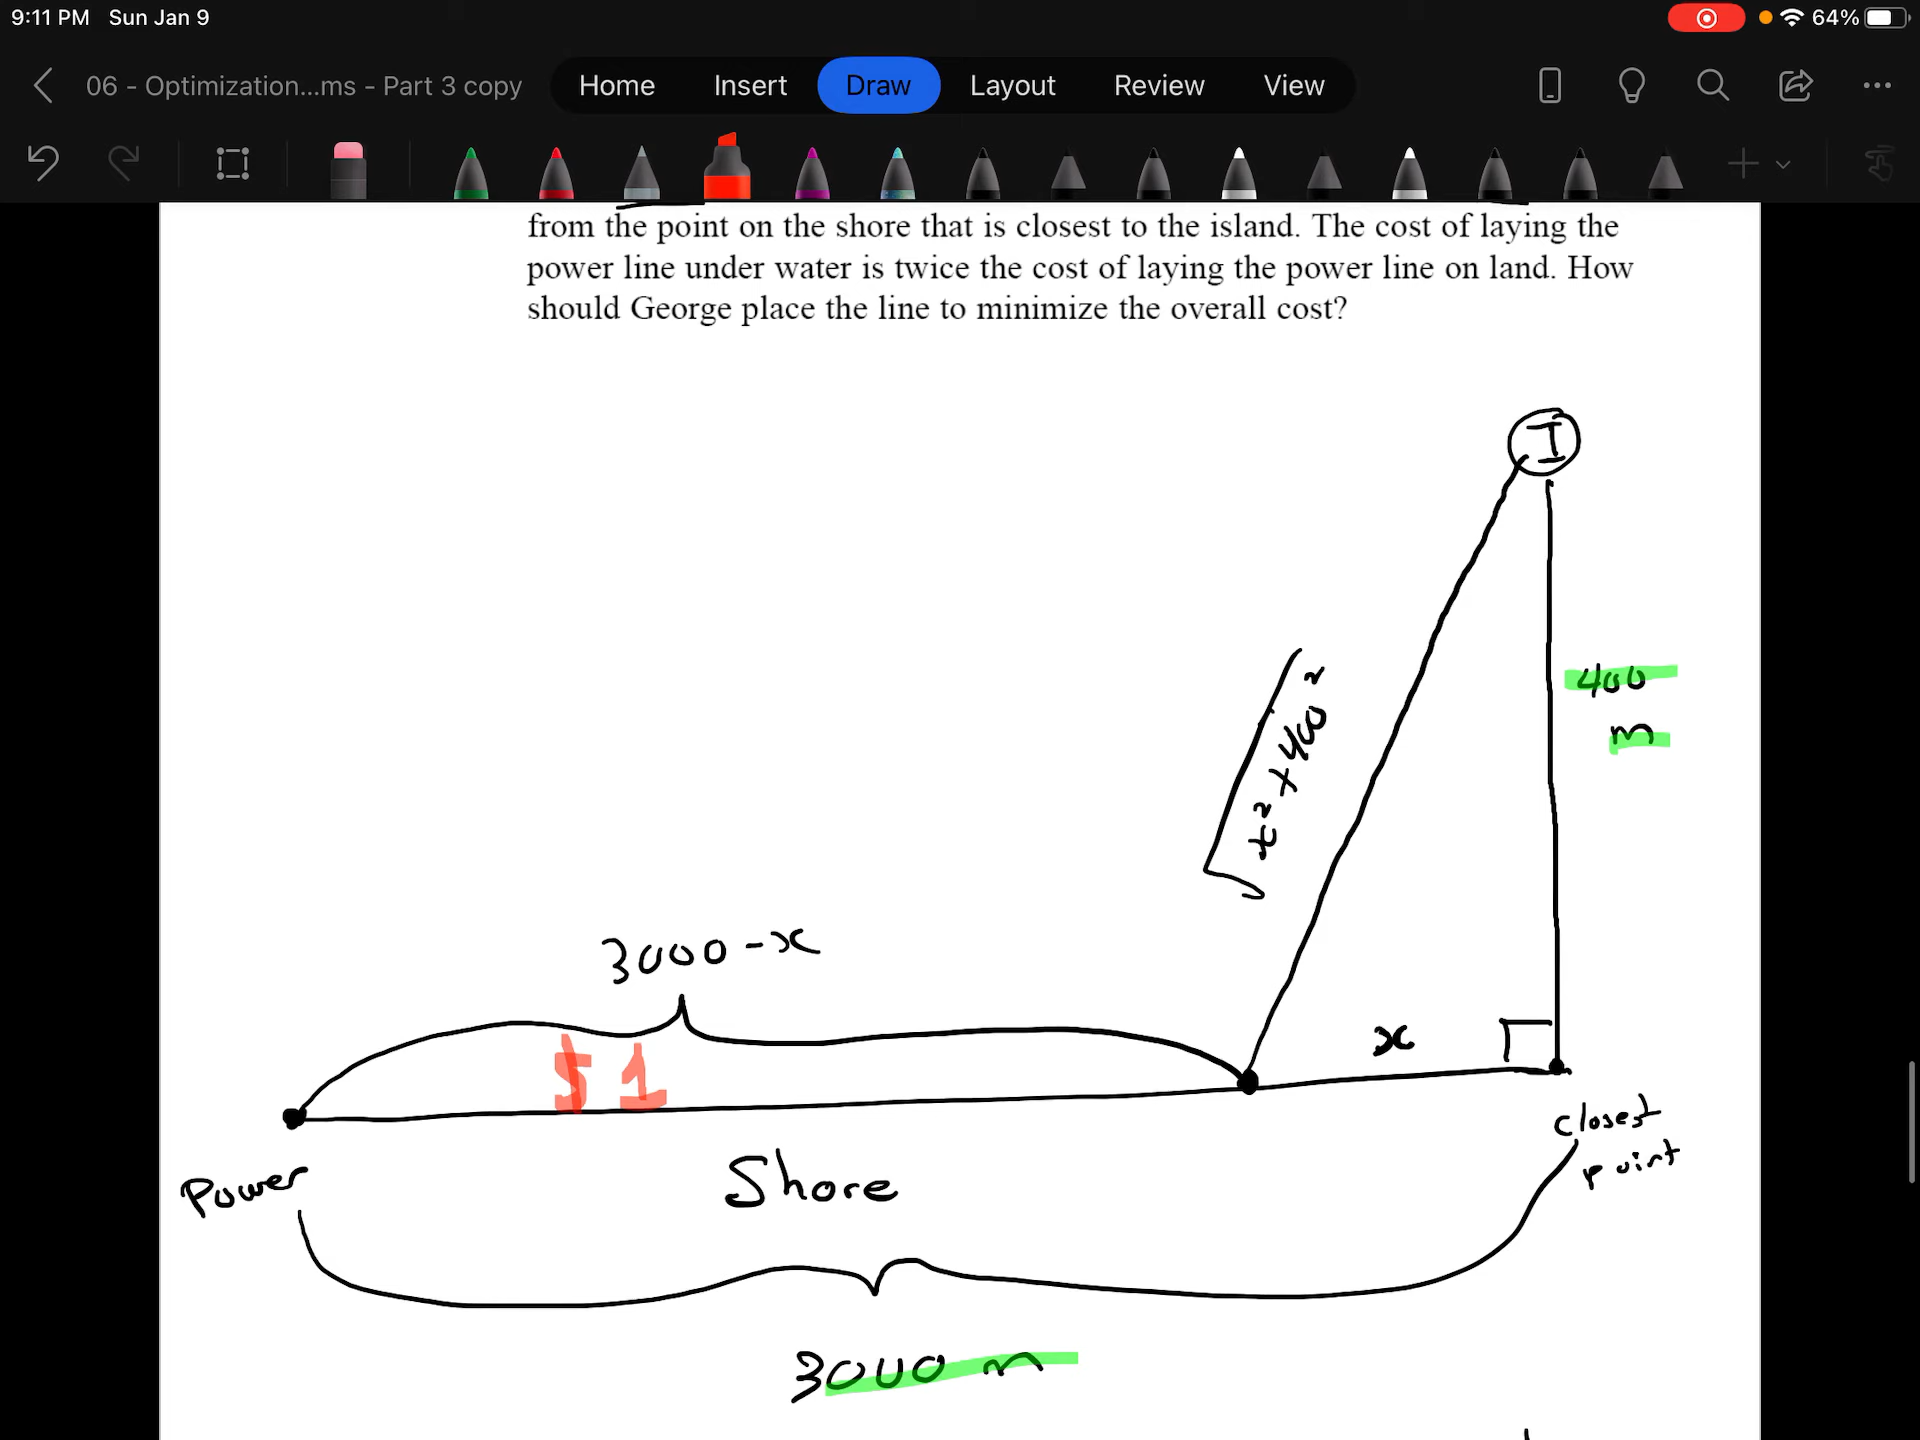 9:11 PM Sun Jan 9
64%
06 - Optimization...ms - Part 3 copy
Home Insert Draw Layout Review View
from the point on the shore that is closest to the island. The cost of laying the
power line under water is twice the cost of laying the power line on land. How
should George place the line to minimize the overall cost?
I
400
m
√x²+400²
3000-x
$1
x
Closest
point
Power
Shore
3000 m